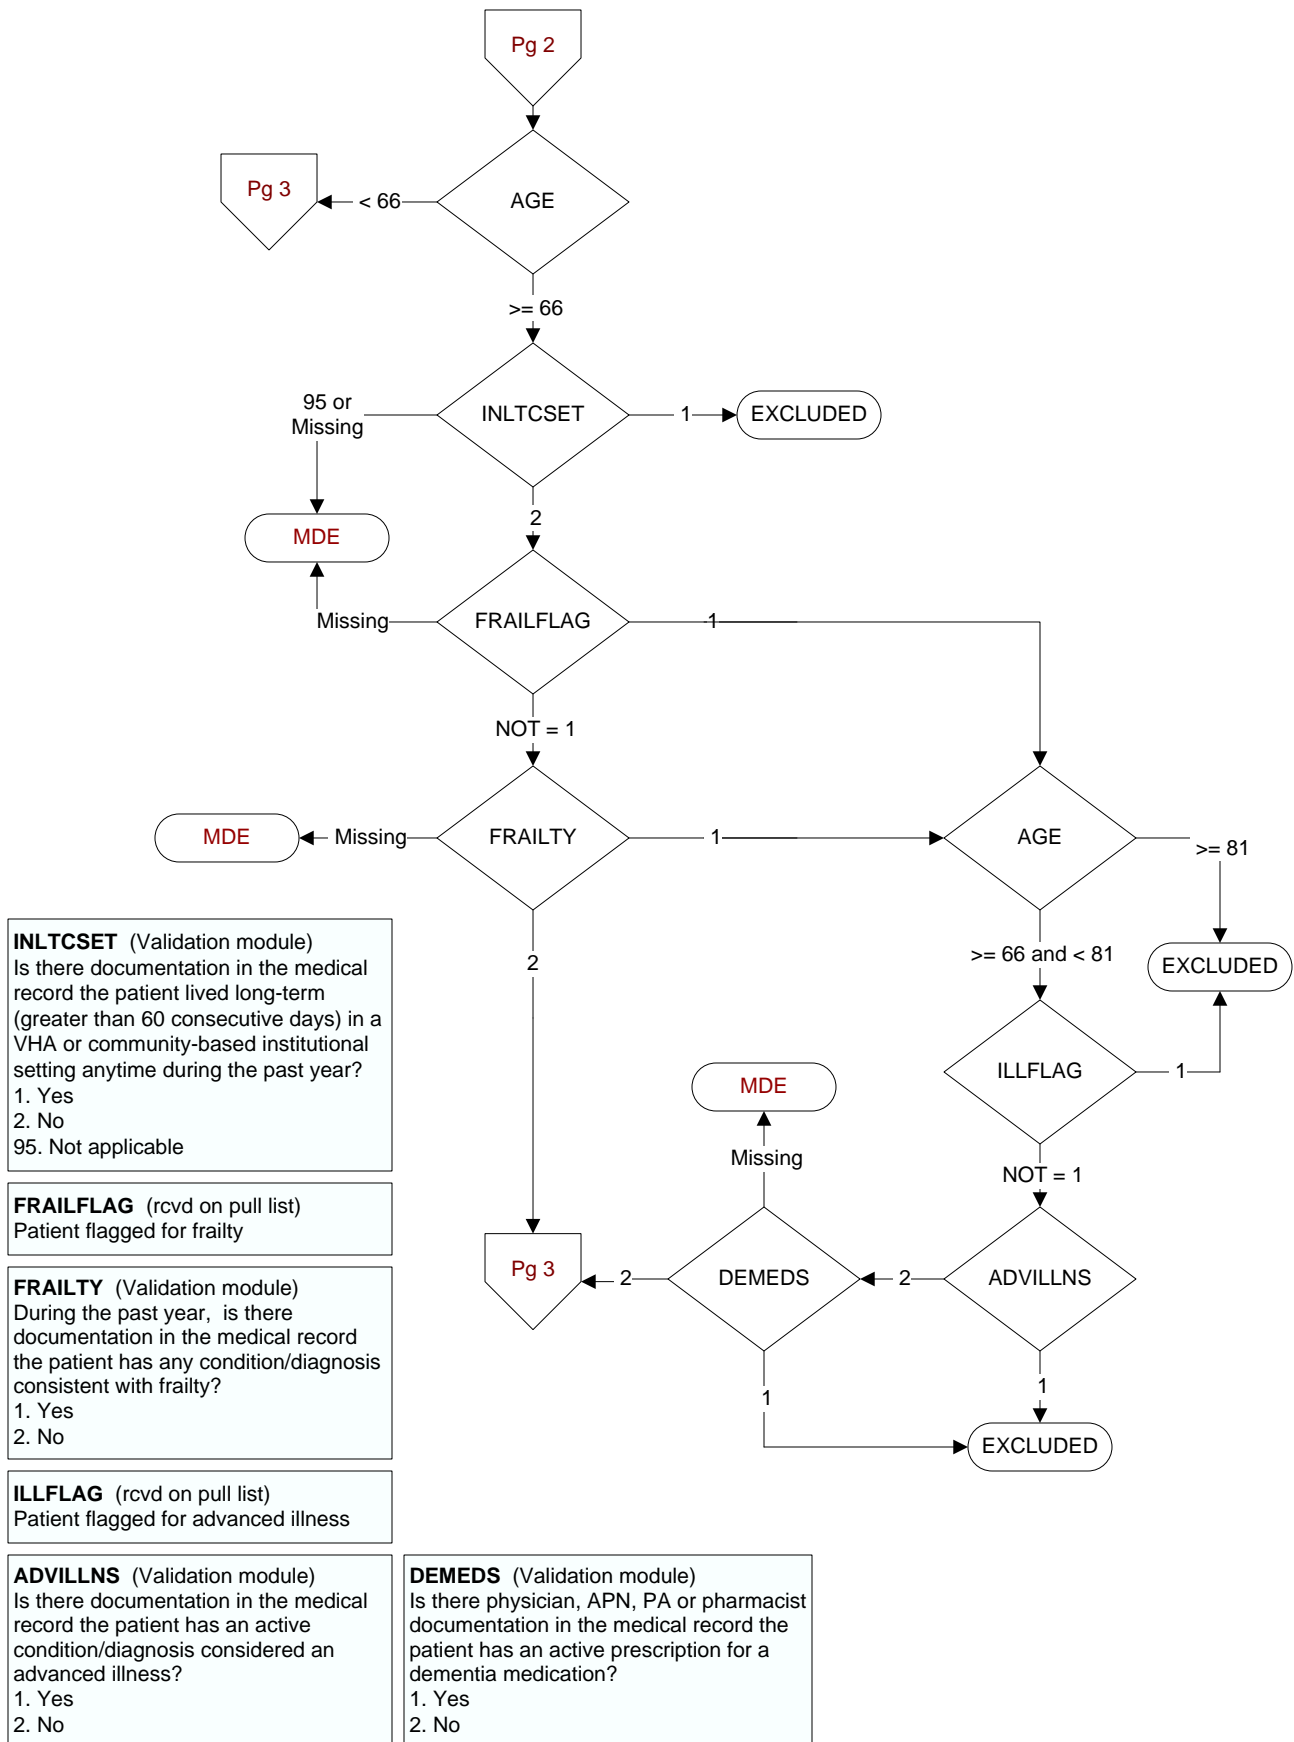 Pg 2
AGE
< 66
Pg 3
>= 66
INLTCSET
95 or
Missing
1
EXCLUDED
MDE
2
FRAILFLAG
Missing
1
NOT = 1
FRAILTY
Missing
MDE
1
AGE
>= 81
2
>= 66 and < 81
EXCLUDED
ILLFLAG
1
MDE
Missing
NOT = 1
Pg 3
2
DEMEDS
2
ADVILLNS
1
1
EXCLUDED
INLTCSET (Validation module)
Is there documentation in the medical
record the patient lived long-term
(greater than 60 consecutive days) in a
VHA or community-based institutional
setting anytime during the past year?
1. Yes
2. No
95. Not applicable
FRAILFLAG (rcvd on pull list)
Patient flagged for frailty
FRAILTY (Validation module)
During the past year, is there
documentation in the medical record
the patient has any condition/diagnosis
consistent with frailty?
1. Yes
2. No
ILLFLAG (rcvd on pull list)
Patient flagged for advanced illness
ADVILLNS (Validation module)
Is there documentation in the medical
record the patient has an active
condition/diagnosis considered an
advanced illness?
1. Yes
2. No
DEMEDS (Validation module)
Is there physician, APN, PA or pharmacist
documentation in the medical record the
patient has an active prescription for a
dementia medication?
1. Yes
2. No